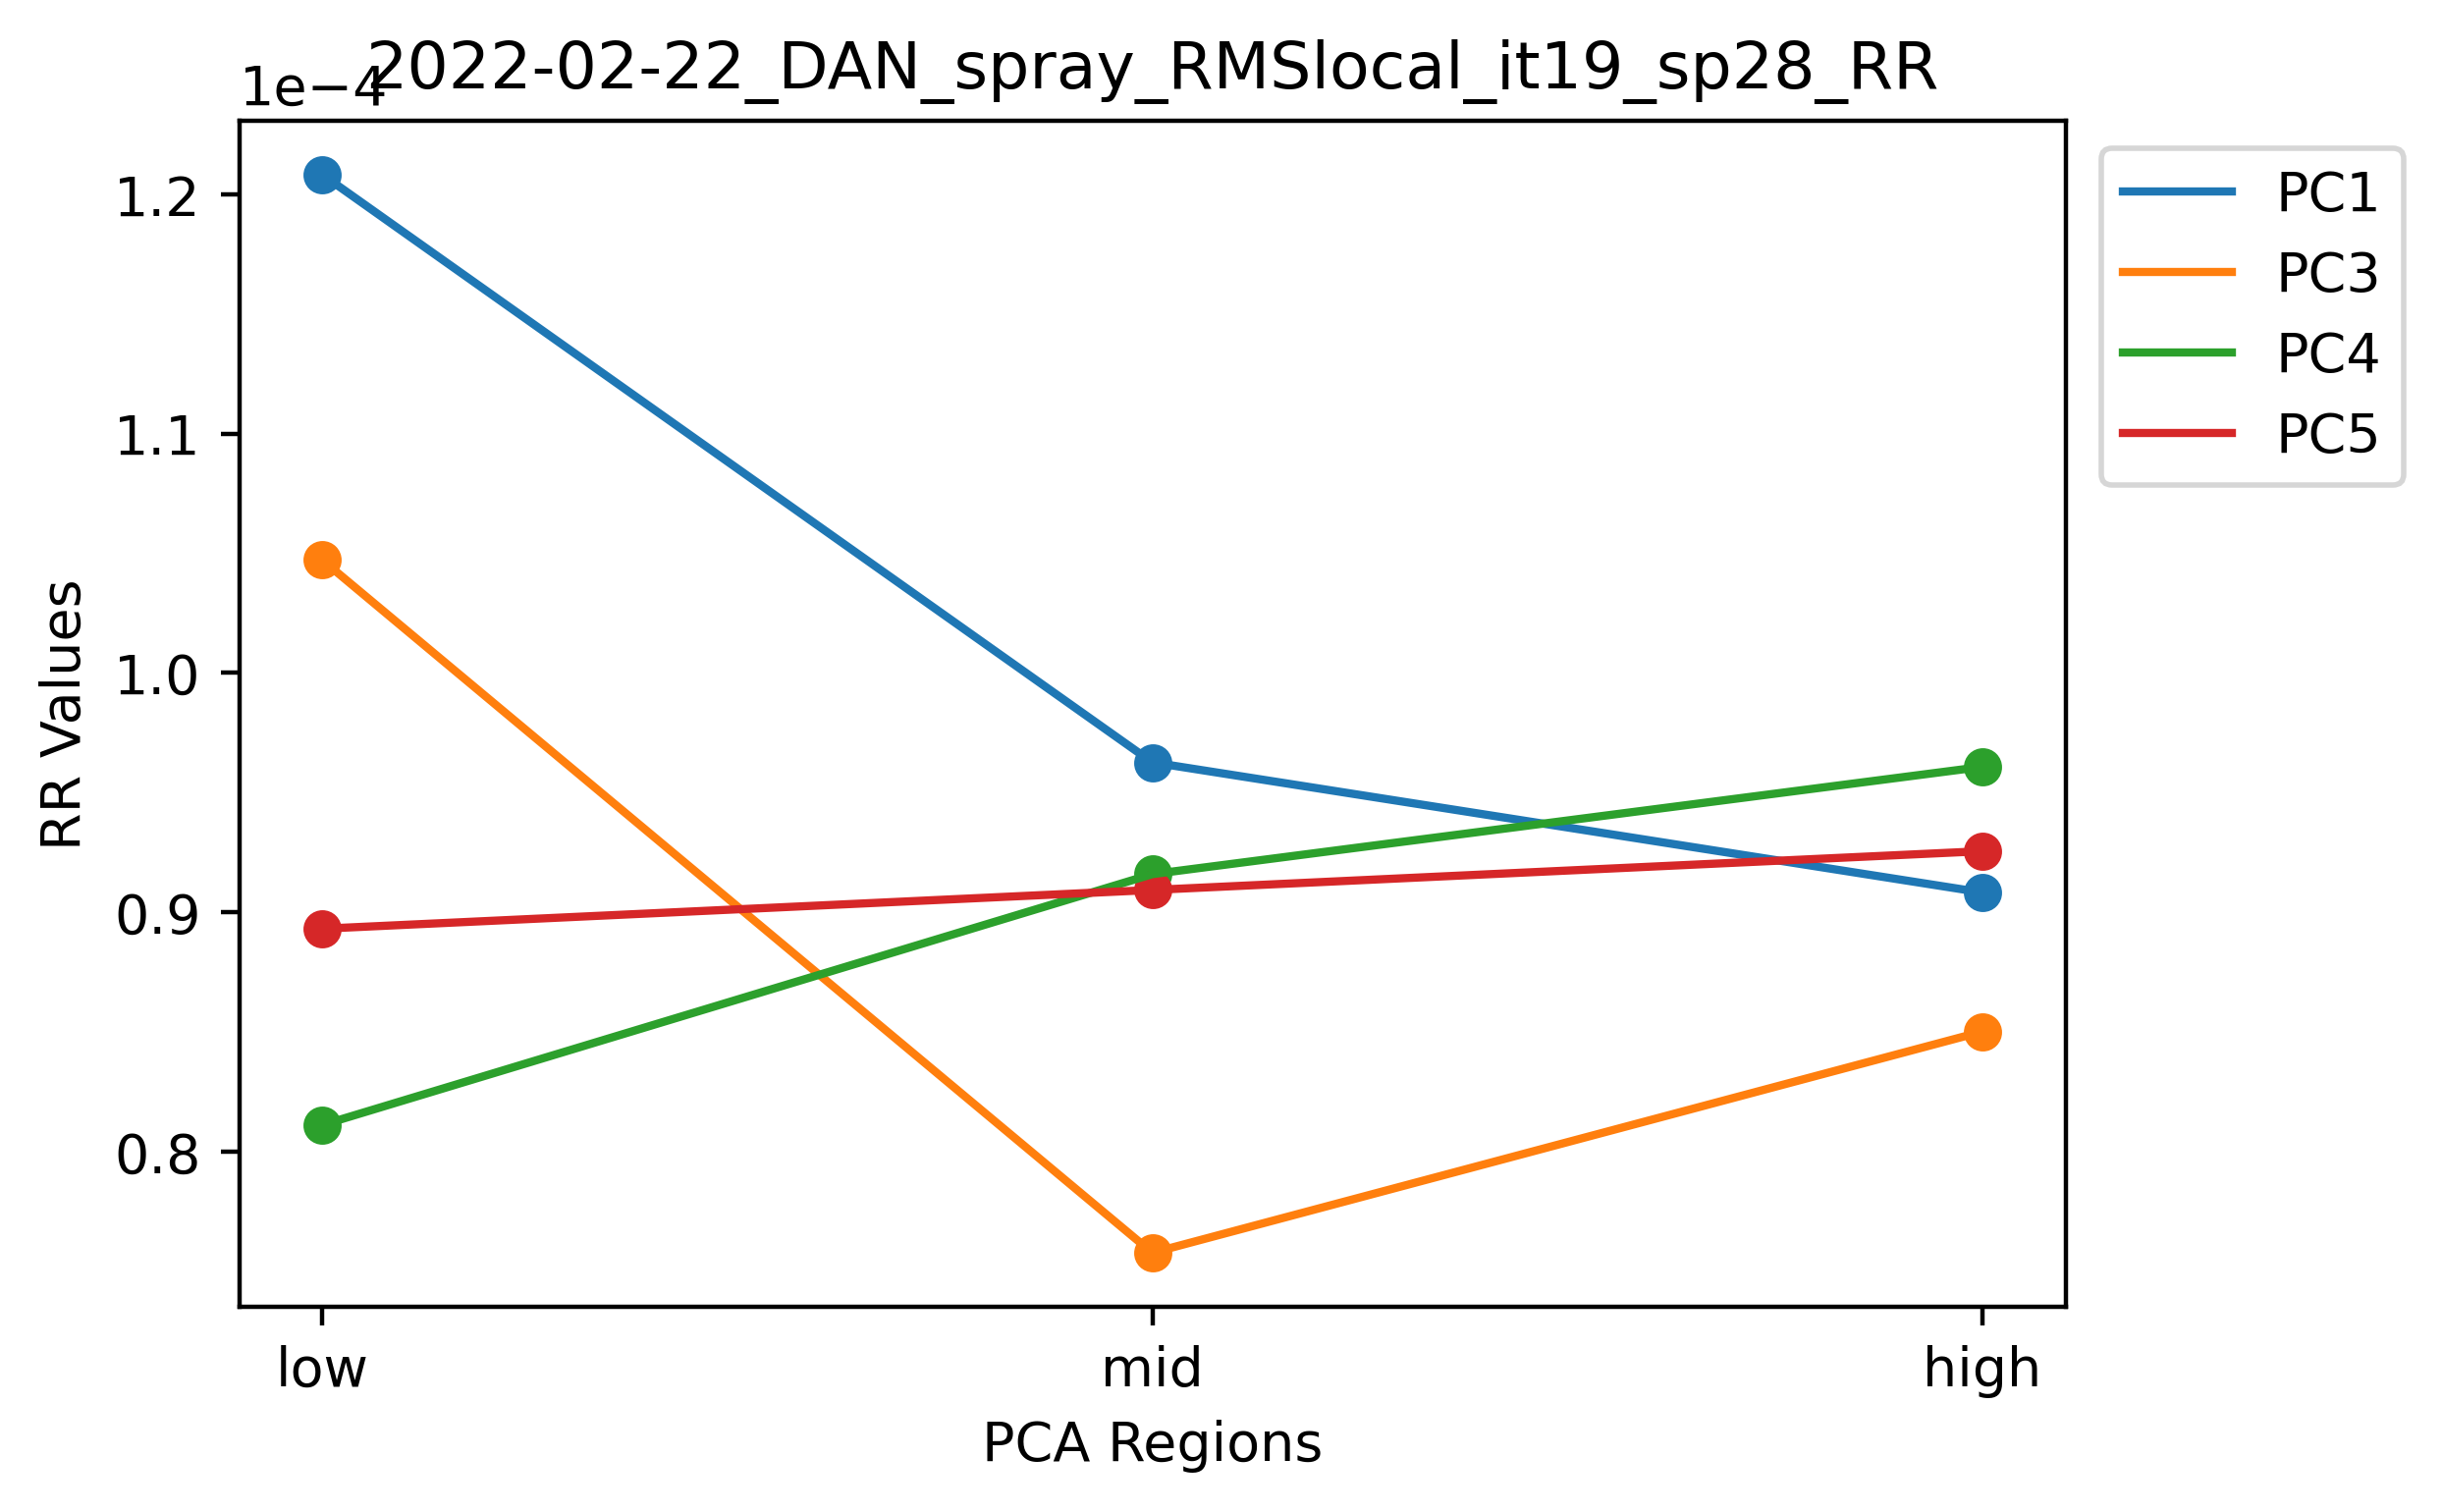 2022-02-22_DAN_spray_RMSlocal_it19_sp28_RR
1e−4
1.2
1.1
1.0
0.9
0.8
RR Values
low
mid
high
PCA Regions
PC1
PC3
PC4
PC5